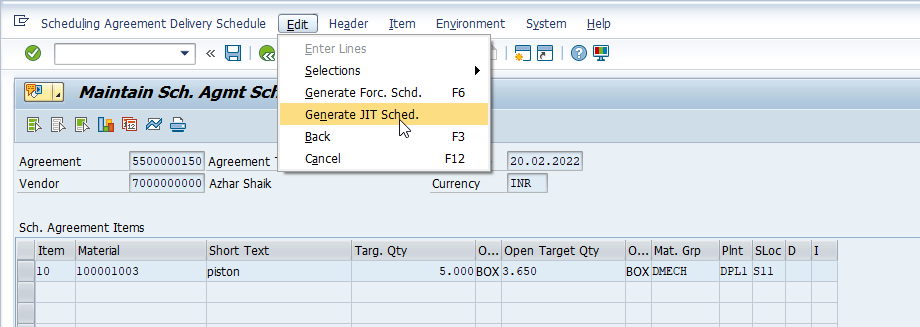 Scheduling Agreement Delivery Schedule Edit Header Item Environment System Help
Enter Lines
Selections
Generate Forc. Schd. F6
Maintain Sch. Agmt Sc
Generate JIT Sched.
Back F3
Cancel F12
Agreement 5500000150 Agreement T 20.02.2022
Vendor 7000000000 Azhar Shaik Currency INR
Sch. Agreement Items
Item Material Short Text Targ. Qty O... Open Target Qty O... Mat. Grp Plnt SLoc D I
10 100001003 piston 5.000 BOX 3.650 BOX DMECH DPL1 S11